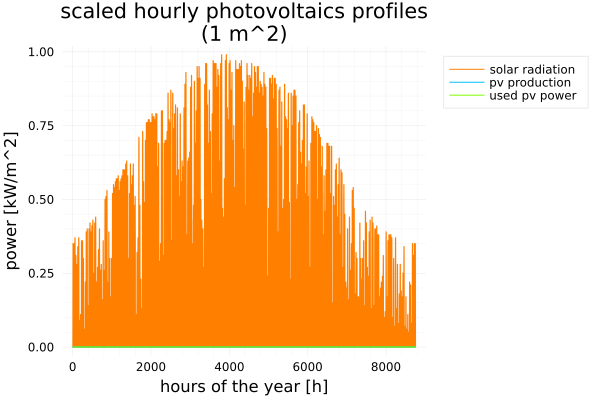 scaled hourly photovoltaics profiles
(1 m^2)
solar radiation
pv production
used pv power
power [kW/m^2]
1.00
0.75
0.50
0.25
0.00
0
2000
4000
6000
8000
hours of the year [h]